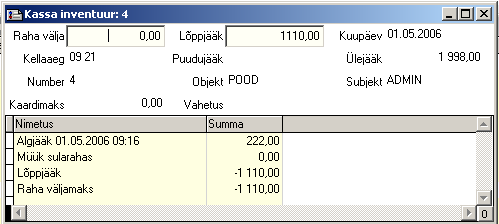 Kassa inventuur: 4
Raha välja 0,00 Lõppjääk 1110,00 Kuupäev 01.05.2006
Kellaaeg 09 21 Puudujääk Ülejääk 1 998,00
Number 4 Objekt POOD Subjekt ADMIN
Kaardimaks 0,00 Vahetus
Nimetus Summa
Algjääk 01.05.2006 09:16 222,00
Müük sularahas 0,00
Lõppjääk -1 110,00
Raha väljamaks -1 110,00
0